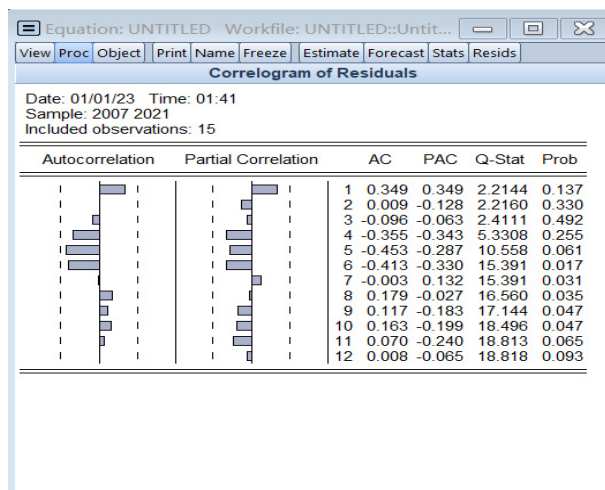 Equation: UNTITLED Workfile: UNTITLED::Untit...
View Proc Object Print Name Freeze Estimate Forecast Stats Resids
Correlogram of Residuals
Date: 01/01/23 Time: 01:41
Sample: 2007 2021
Included observations: 15
Autocorrelation Partial Correlation AC PAC Q-Stat Prob
1 0.349 0.349 2.2144 0.137
2 0.009 -0.128 2.2160 0.330
3 -0.096 -0.063 2.4111 0.492
4 -0.355 -0.343 5.3308 0.255
5 -0.453 -0.287 10.558 0.061
6 -0.413 -0.330 15.391 0.017
7 -0.003 0.132 15.391 0.031
8 0.179 -0.027 16.560 0.035
9 0.117 -0.183 17.144 0.047
10 0.163 -0.199 18.496 0.047
11 0.070 -0.240 18.813 0.065
12 0.008 -0.065 18.818 0.093